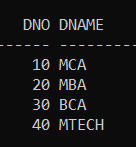 DNO DNAME
------ ----------
10 MCA
20 MBA
30 BCA
40 MTECH